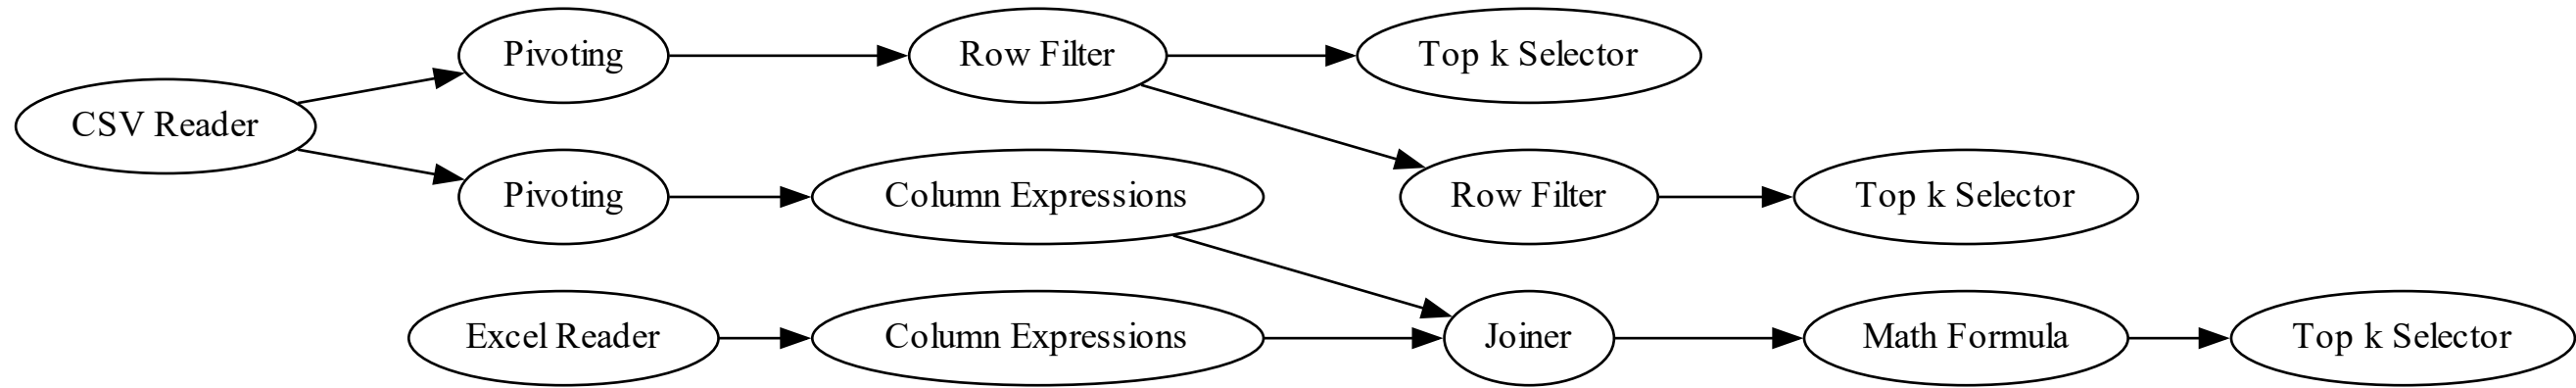 Pivoting
Row Filter
Top k Selector
CSV Reader
Pivoting
Column Expressions
Row Filter
Top k Selector
Excel Reader
Column Expressions
Joiner
Math Formula
Top k Selector